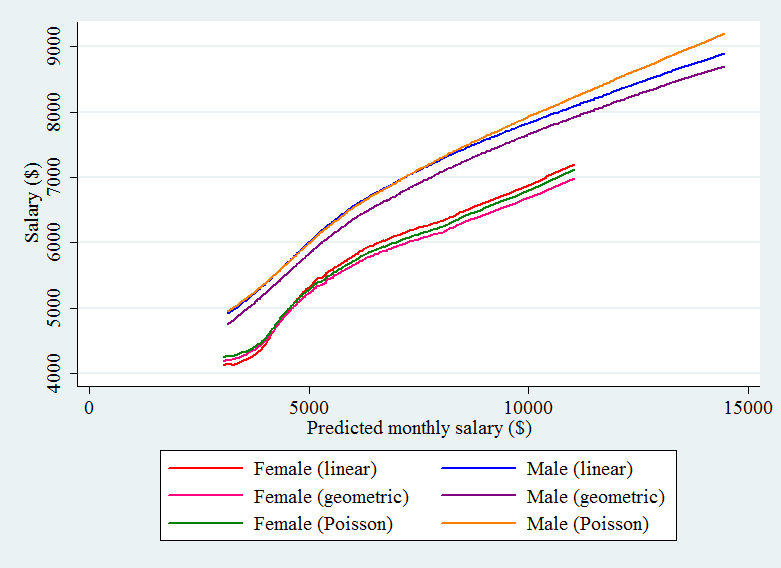 Salary ($)
9000
8000
7000
6000
5000
4000
0 5000 10000 15000
Predicted monthly salary ($)
Female (linear) Male (linear)
Female (geometric) Male (geometric)
Female (Poisson) Male (Poisson)